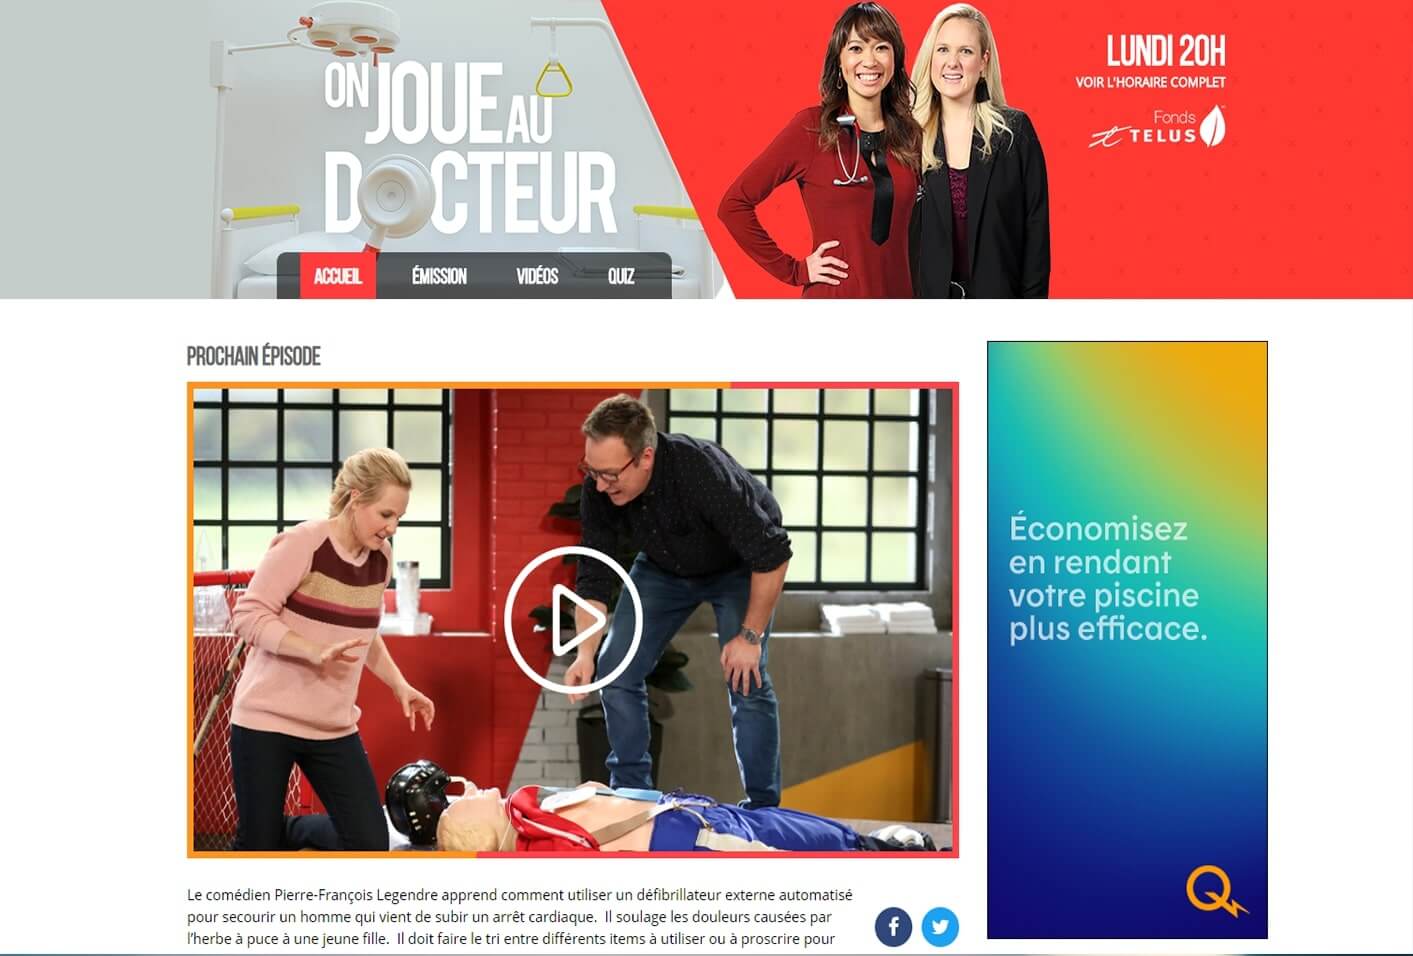 ON JOUE AU
DOCTEUR
LUNDI 20H
VOIR L'HORAIRE COMPLET
Fonds
TELUS
ACCUEIL
ÉMISSION
VIDÉOS
QUIZ
PROCHAIN ÉPISODE
Économisez
en rendant
votre piscine
plus efficace.
Le comédien Pierre-François Legendre apprend comment utiliser un défibrillateur externe automatisé
pour secourir un homme qui vient de subir un arrêt cardiaque. Il soulage les douleurs causées par
l'herbe à puce à une jeune fille. Il doit faire le tri entre différents items à utiliser ou à proscrire pour